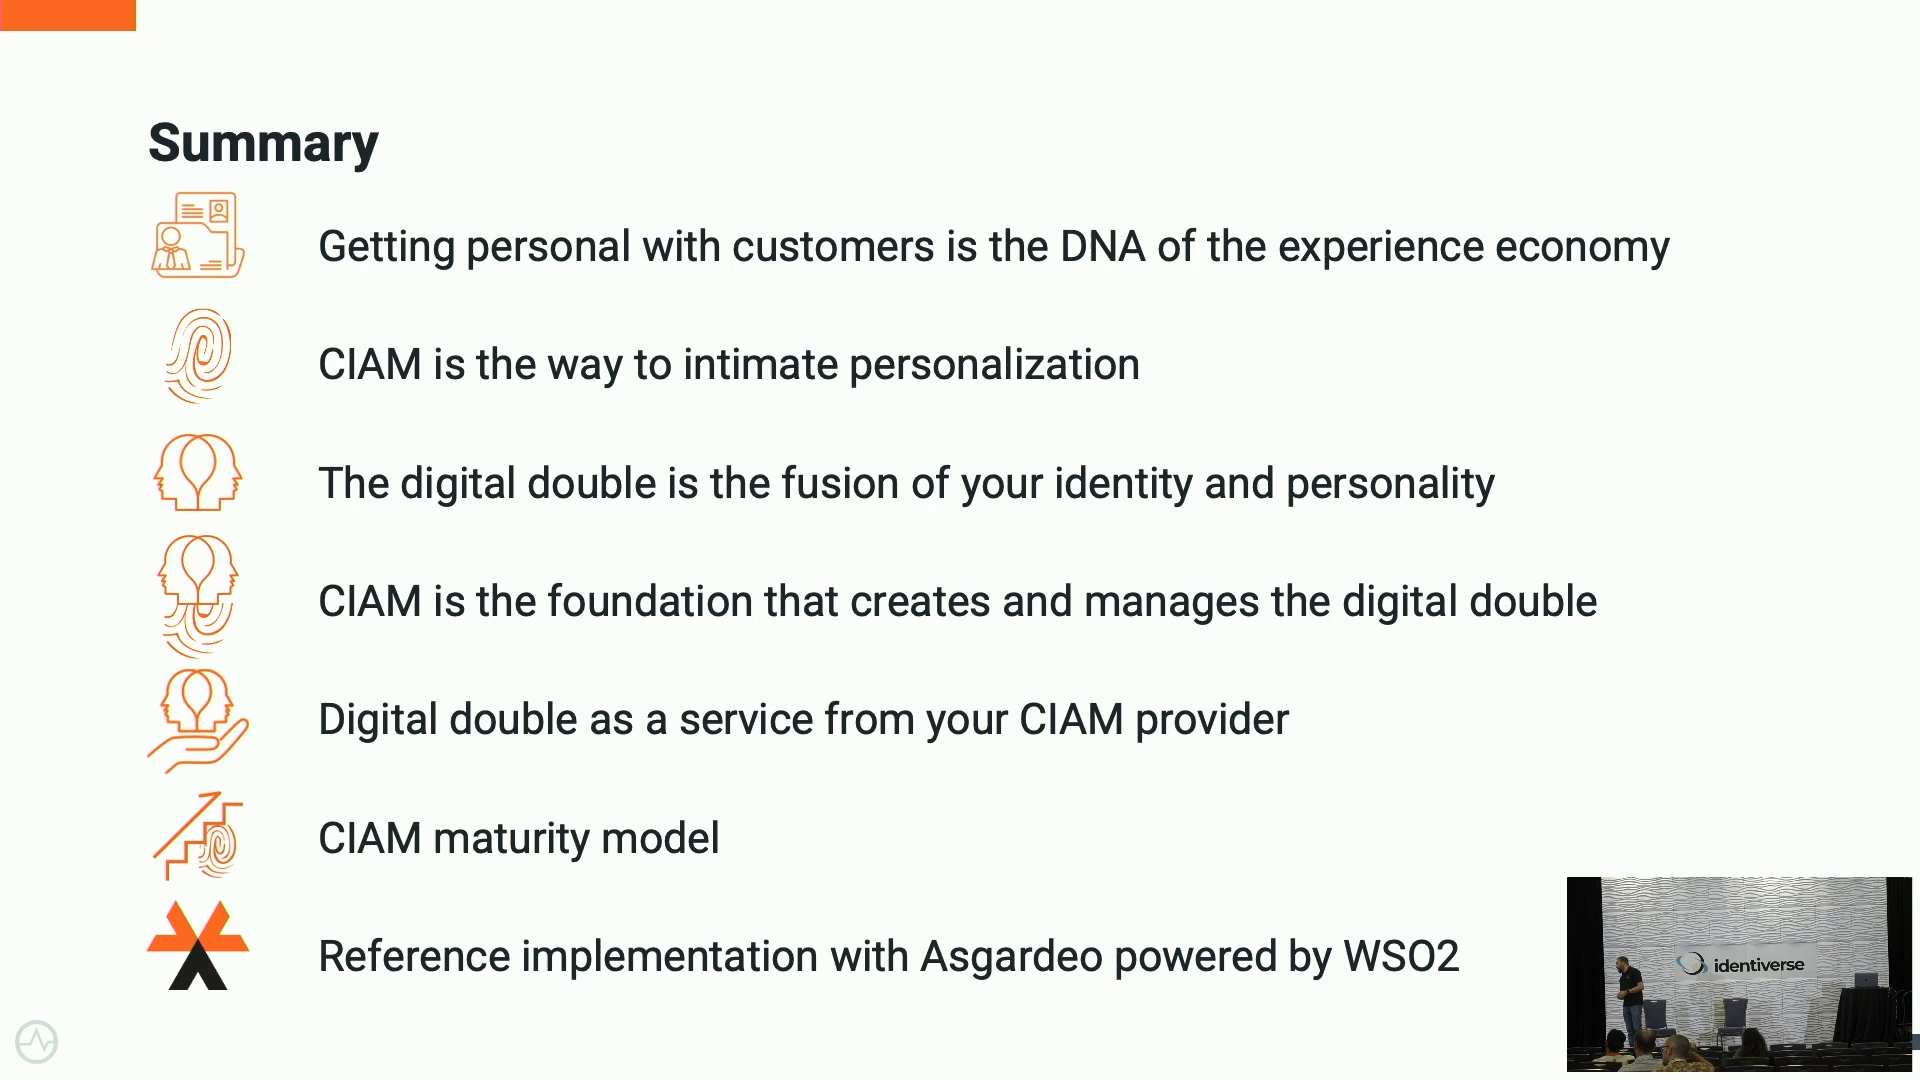 Summary
Getting personal with customers is the DNA of the experience economy
CIAM is the way to intimate personalization
The digital double is the fusion of your identity and personality
CIAM is the foundation that creates and manages the digital double
Digital double as a service from your CIAM provider
CIAM maturity model
Reference implementation with Asgardeo powered by WSO2
identiverse